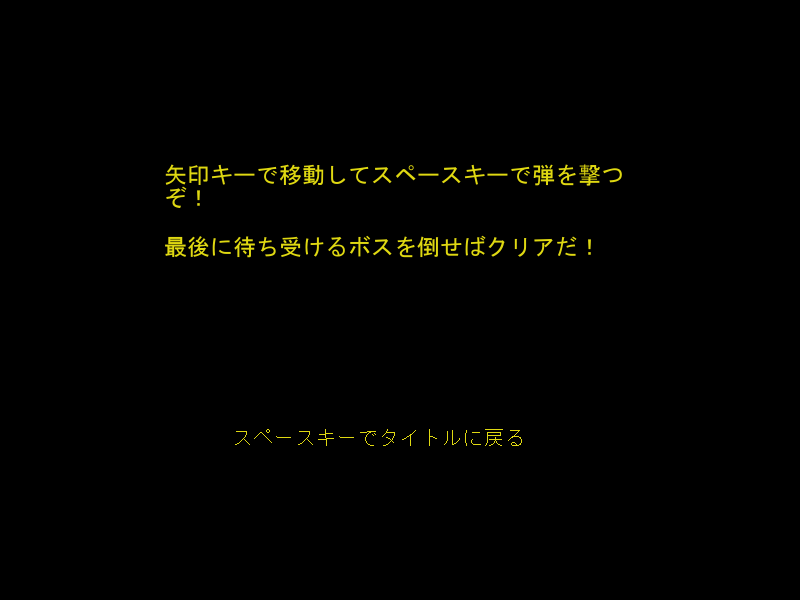 矢印キーで移動してスペースキーで弾を撃つ
ぞ！
最後に待ち受けるボスを倒せばクリアだ！
スペースキーでタイトルに戻る